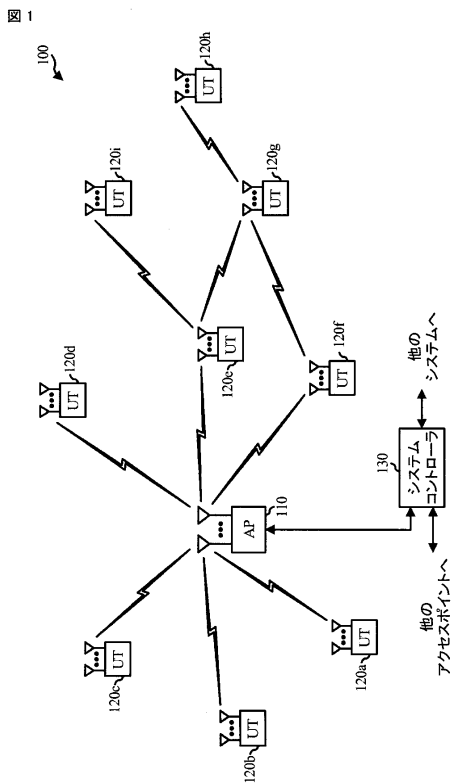 図 1
100
120d
UT
120c
UT
120i
UT
120h
UT
120b
UT
110
AP
120e
UT
120g
UT
120a
UT
120f
UT
130
システム
コントローラ
他の
システムへ
他の
アクセスポイントへ